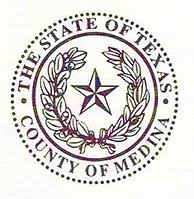 THE STATE OF TEXAS
COUNTY OF MEDINA